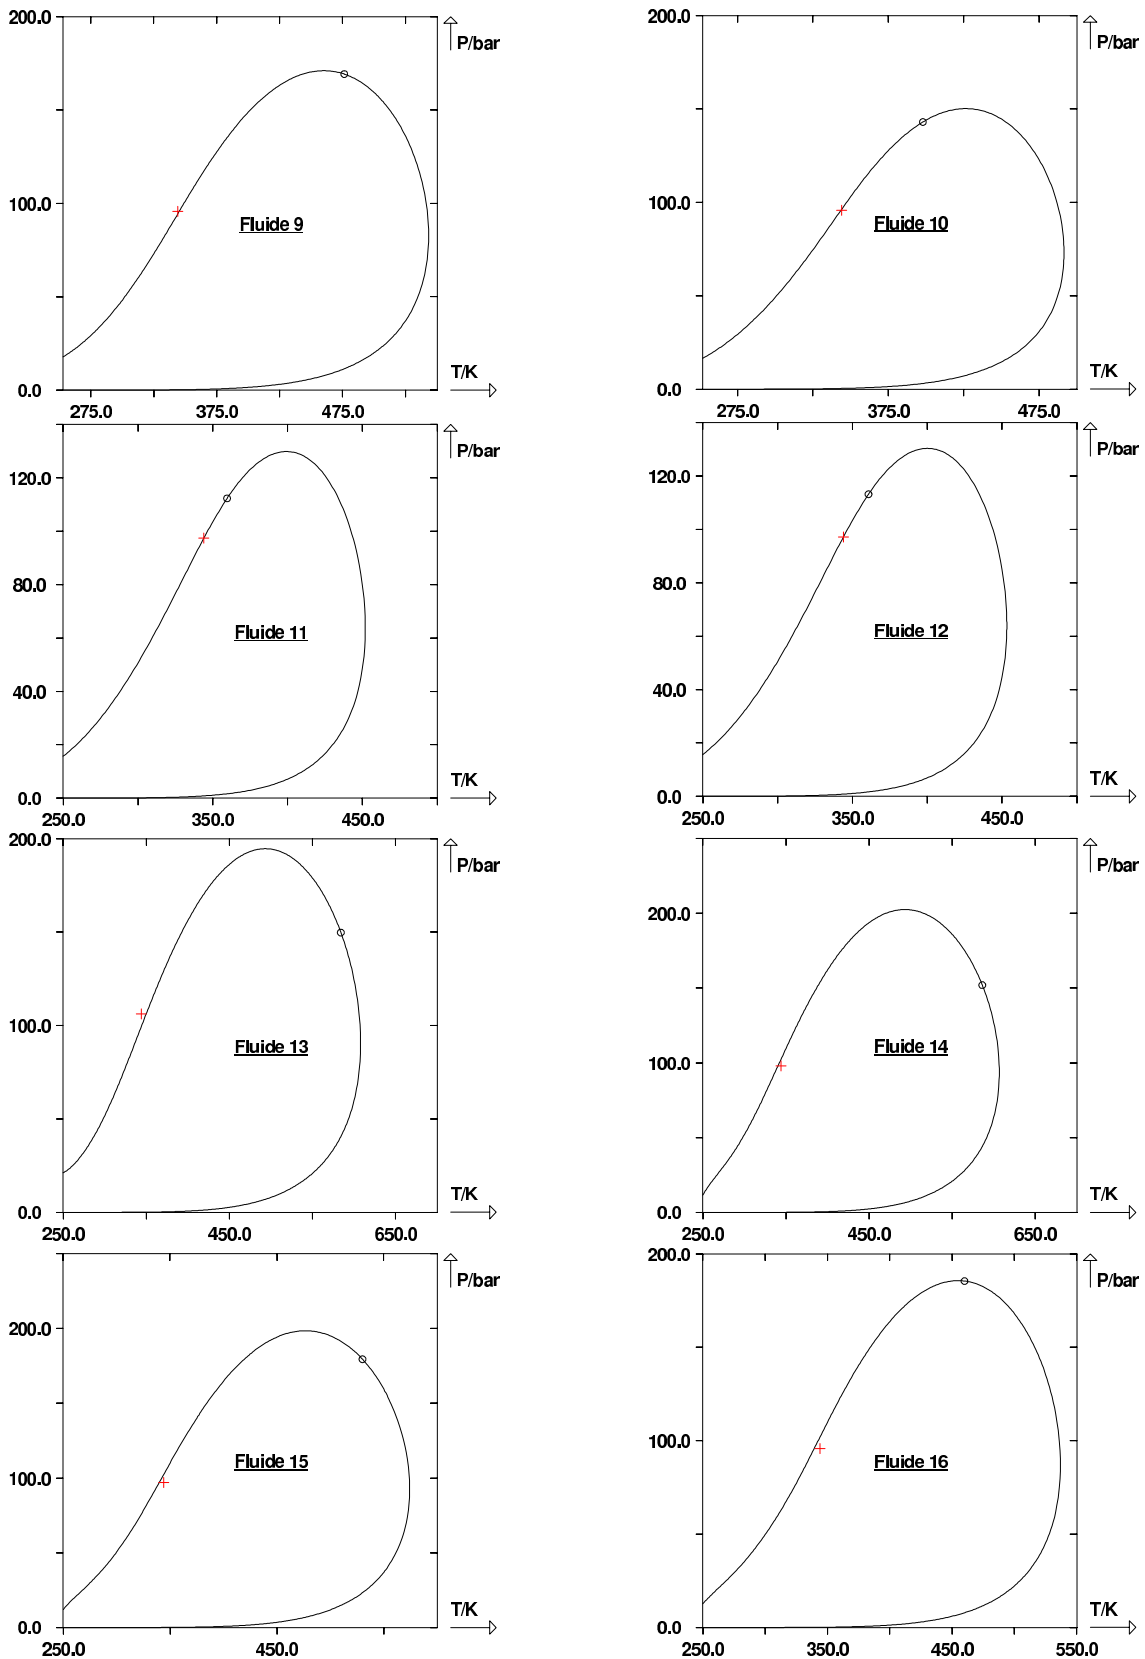 200.0
P/bar
Fluide 9
100.0
T/K
0.0
275.0 375.0 475.0
200.0
P/bar
Fluide 10
100.0
T/K
0.0
275.0 375.0 475.0
P/bar
120.0
80.0
Fluide 11
40.0
T/K
0.0
250.0 350.0 450.0
P/bar
120.0
80.0
Fluide 12
40.0
T/K
0.0
250.0 350.0 450.0
200.0
P/bar
100.0
Fluide 13
T/K
0.0
250.0 450.0 650.0
P/bar
200.0
Fluide 14
100.0
T/K
0.0
250.0 450.0 650.0
P/bar
200.0
Fluide 15
100.0
T/K
0.0
250.0 450.0
200.0
P/bar
100.0
Fluide 16
T/K
0.0
250.0 350.0 450.0 550.0